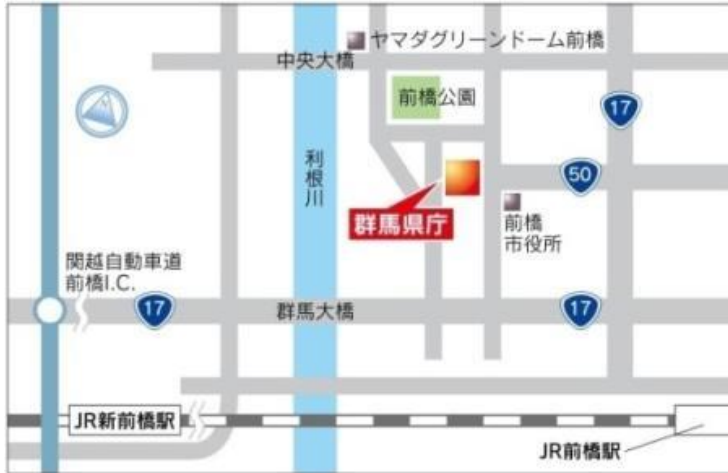 ヤマダグリーンドーム前橋
中央大橋
前橋公園
17
利根川
50
群馬県庁
前橋
市役所
関越自動車道
前橋I.C.
17
群馬大橋
17
JR新前橋駅
JR前橋駅